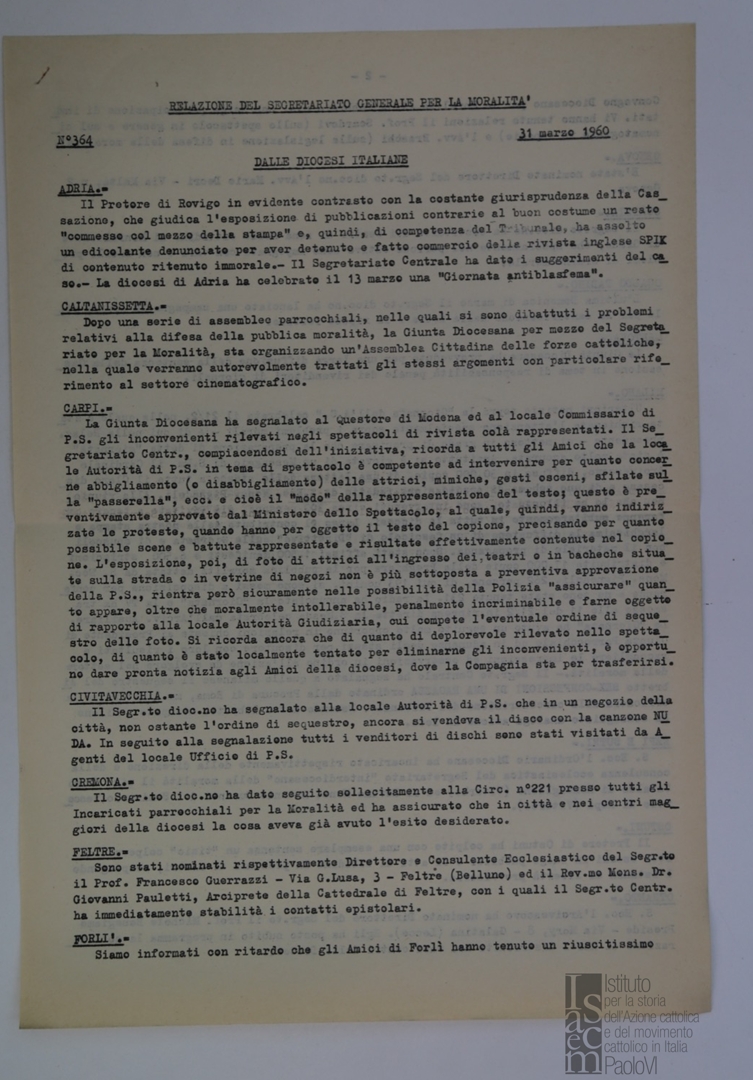 RELAZIONE DEL SEGRETARIATO GENERALE PER LA MORALITA'
N°364
31 marzo 1960
DALLE DIOCESI ITALIANE
ADRIA.=
Il Pretore di Rovigo in evidente contrasto con la costante giurisprudenza della Cas_
sazione, che giudica l'esposizione di pubblicazioni contrarie al buon costume un reato
"commesso col mezzo della stampa" e, quindi, di competenza del Tribunale, ha assolto
un edicolante denunciato per aver detenuto e fatto commercio della rivista inglese SPIK
di contenuto ritenuto immorale.- Il Segretariato Centrale ha dato i suggerimenti del ca_
so.- La diocesi di Adria ha celebrato il 13 marzo una "Giornata antiblasfema".
CALTANISSETTA.=
Dopo una serie di assemblee parrocchiali, nelle quali si sono dibattuti i problemi
relativi alla difesa della pubblica moralità, la Giunta Diocesana per mezzo del Segreta_
riato per la Moralità, sta organizzando un'Assemblea Cittadina delle forze cattoliche,
nella quale verranno autorevolmente trattati gli stessi argomenti con particolare rife_
rimento al settore cinematografico.
CARPI.=
La Giunta Diocesana ha segnalato al Questore di Modena ed al locale Commissario di
P.S. gli inconvenienti rilevati negli spettacoli di rivista colà rappresentati. Il Se_
gretariato Centr., compiacendosi dell'iniziativa, ricorda a tutti gli Amici che la loca_
le Autorità di P.S. in tema di spettacolo è competente ad intervenire per quanto concer_
ne abbigliamento (o disabbigliamento) delle attrici, mimiche, gesti osceni, sfilate sul_
la "passerella", ecc. e cioè il "modo" della rappresentazione del testo; questo è pre_
ventivamente approvato dal Ministero dello Spettacolo, al quale, quindi, vanno indiriz_
zate le proteste, quando hanno per oggetto il testo del copione, precisando per quanto
possibile scene e battute rappresentate e risultate effettivamente contenute nel copio_
ne. L'esposizione, poi, di foto di attrici all'ingresso dei teatri o in bacheche situa_
te sulla strada o in vetrine di negozi non è più sottoposta a preventiva approvazione
della P.S., rientra però sicuramente nelle possibilità della Polizia "assicurare" quan_
to appare, oltre che moralmente intollerabile, penalmente incriminabile e farne oggetto
di rapporto alla locale Autorità Giudiziaria, cui compete l'eventuale ordine di seque_
stro delle foto. Si ricorda ancora che di quanto di deplorevole rilevato nello spetta_
colo, di quanto è stato localmente tentato per eliminarne gli inconvenienti, è opportu_
no dare pronta notizia agli Amici della diocesi, dove la Compagnia sta per trasferirsi.
CIVITAVECCHIA.=
Il Segr.to dioc.no ha segnalato alla locale Autorità di P.S. che in un negozio della
città, non ostante l'ordine di sequestro, ancora si vendeva il disco con la canzone NU_
DA. In seguito alla segnalazione tutti i venditori di dischi sono stati visitati da A_
genti del locale Ufficio di P.S.
CREMONA.=
Il Segr.to dioc.no ha dato seguito sollecitamente alla Circ. n°221 presso tutti gli
Incaricati parrocchiali per la Moralità ed ha assicurato che in città e nei centri mag_
giori della diocesi la cosa aveva già avuto l'esito desiderato.
FELTRE.=
Sono stati nominati rispettivamente Direttore e Consulente Ecclesiastico del Segr.to
il Prof. Francesco Guerrazzi - Via G.Lusa, 3 - Feltre (Belluno) ed il Rev.mo Mons. Dr.
Giovanni Pauletti, Arciprete della Cattedrale di Feltre, con i quali il Segr.to Centr.
ha immediatamente stabilità i contatti epistolari.
FORLI'.=
Siamo informati con ritardo che gli Amici di Forlì hanno tenuto un riuscitissimo
Isacem
Istituto
per la storia
dell'Azione cattolica
e del movimento
cattolico in Italia
PaoloVI